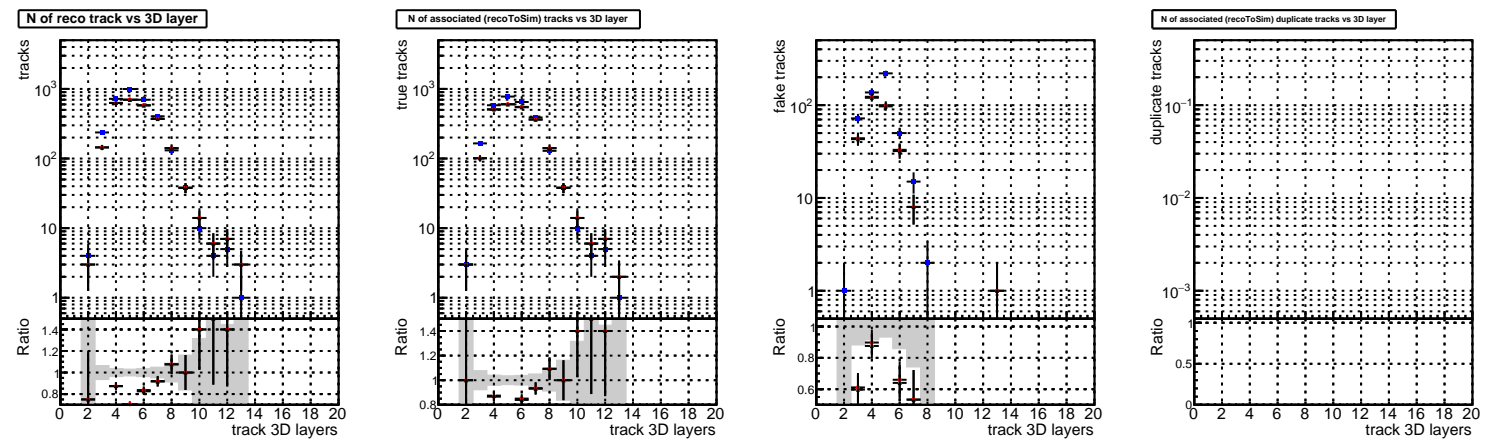 N of reco track vs 3D layer
tracks
10³
10²
10
1
Ratio
1.4
1.2
1
0.8
0 2 4 6 8 10 12 14 16 18 20
track 3D layers
N of associated (recoToSim) tracks vs 3D layer
true tracks
10³
10²
10
1
Ratio
1.4
1.2
1
0.8
0 2 4 6 8 10 12 14 16 18 20
track 3D layers
fake tracks
10²
10
1
Ratio
1
0.8
0.6
0 2 4 6 8 10 12 14 16 18 20
track 3D layers
N of associated (recoToSim) duplicate tracks vs 3D layer
duplicate tracks
10⁻¹
10⁻²
10⁻³
Ratio
1
0.5
0
0 2 4 6 8 10 12 14 16 18 20
track 3D layers